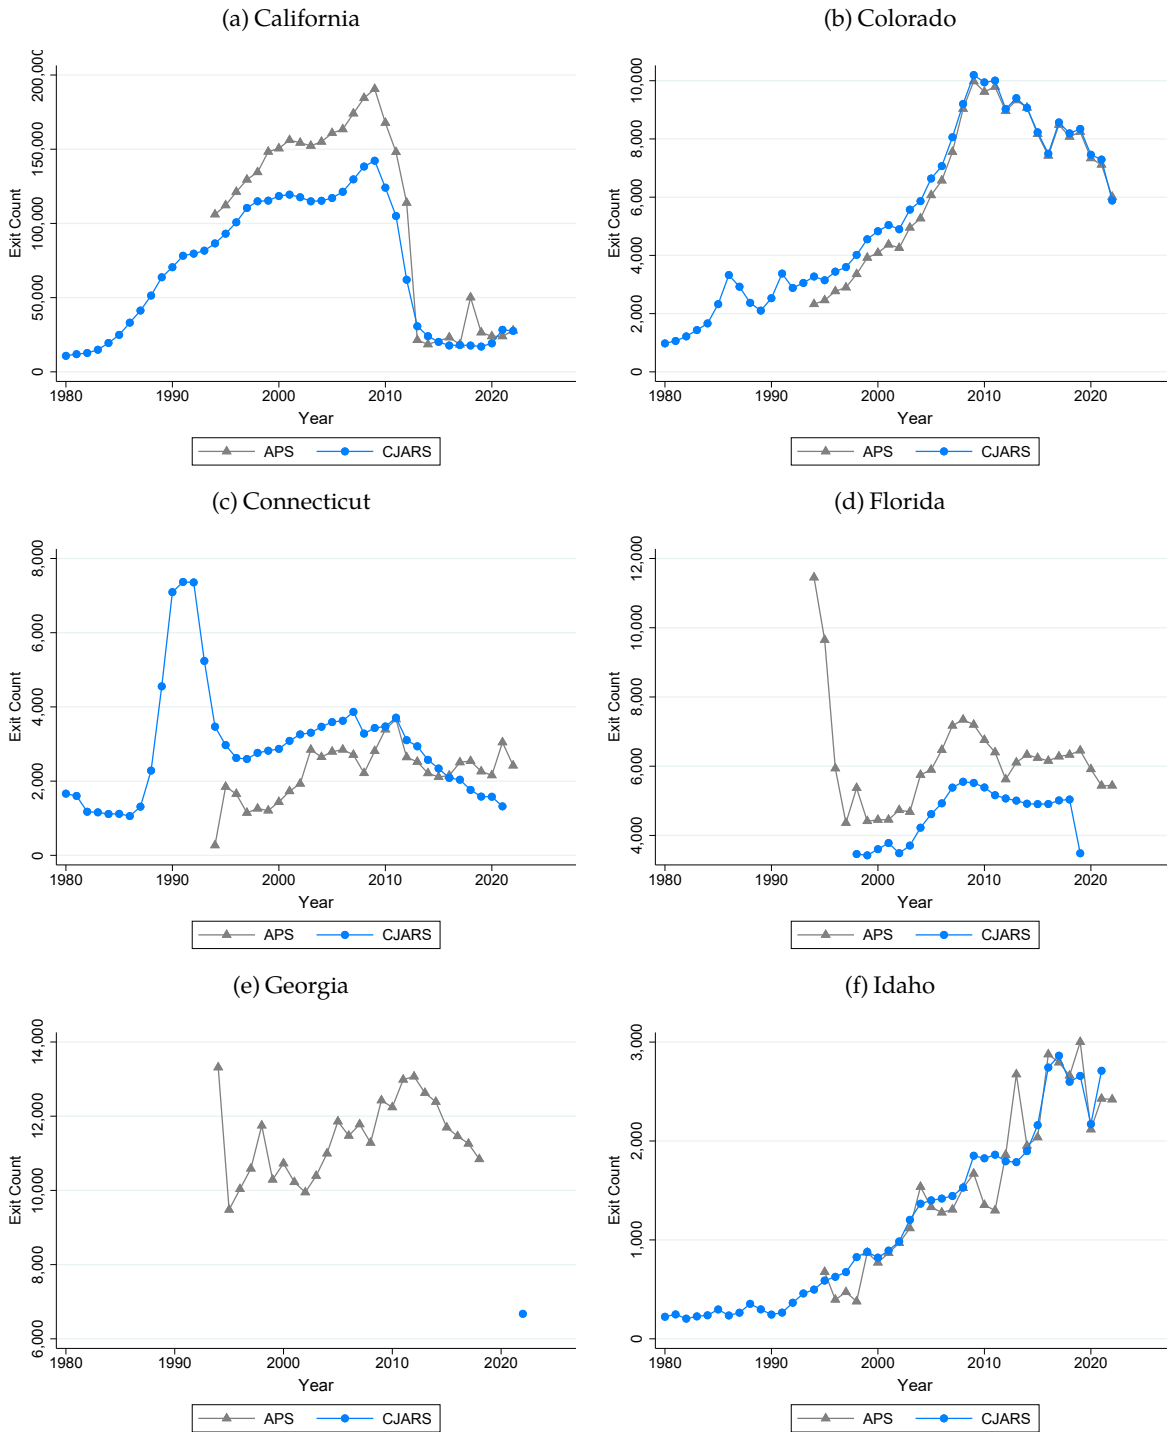 (a) California
Exit Count
0
50,000
100,000
150,000
200,000
1980
1990
2000
2010
2020
Year
APS
CJARS
(b) Colorado
Exit Count
0
2,000
4,000
6,000
8,000
10,000
1980
1990
2000
2010
2020
Year
APS
CJARS
(c) Connecticut
Exit Count
0
2,000
4,000
6,000
8,000
1980
1990
2000
2010
2020
Year
APS
CJARS
(d) Florida
Exit Count
4,000
6,000
8,000
10,000
12,000
1980
1990
2000
2010
2020
Year
APS
CJARS
(e) Georgia
Exit Count
6,000
8,000
10,000
12,000
14,000
1980
1990
2000
2010
2020
Year
APS
CJARS
(f) Idaho
Exit Count
0
1,000
2,000
3,000
1980
1990
2000
2010
2020
Year
APS
CJARS